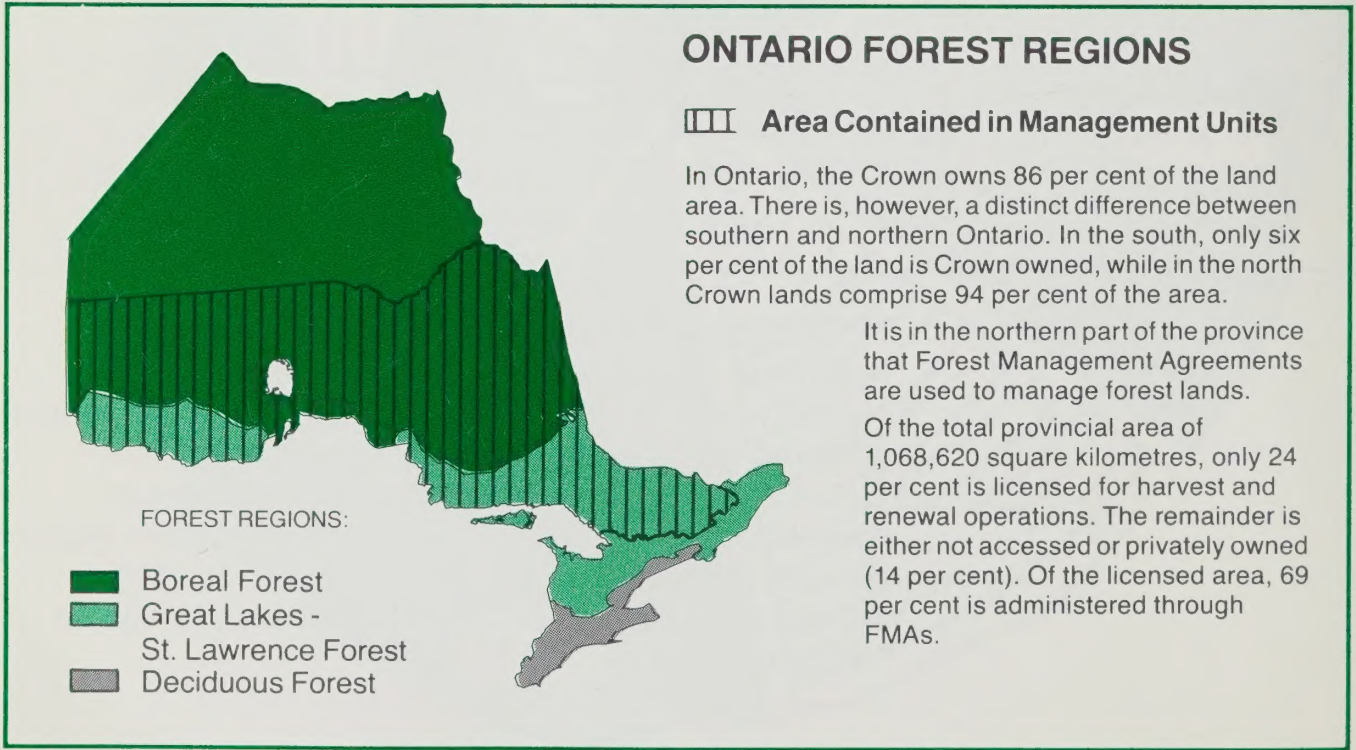 ONTARIO FOREST REGIONS
Area Contained in Management Units
In Ontario, the Crown owns 86 per cent of the land
area. There is, however, a distinct difference between
southern and northern Ontario. In the south, only six
per cent of the land is Crown owned, while in the north
Crown lands comprise 94 per cent of the area.
It is in the northern part of the province
that Forest Management Agreements
are used to manage forest lands.
Of the total provincial area of
1,068,620 square kilometres, only 24
per cent is licensed for harvest and
renewal operations. The remainder is
either not accessed or privately owned
(14 per cent). Of the licensed area, 69
per cent is administered through
FMAs.
FOREST REGIONS:
Boreal Forest
Great Lakes -
St. Lawrence Forest
Deciduous Forest